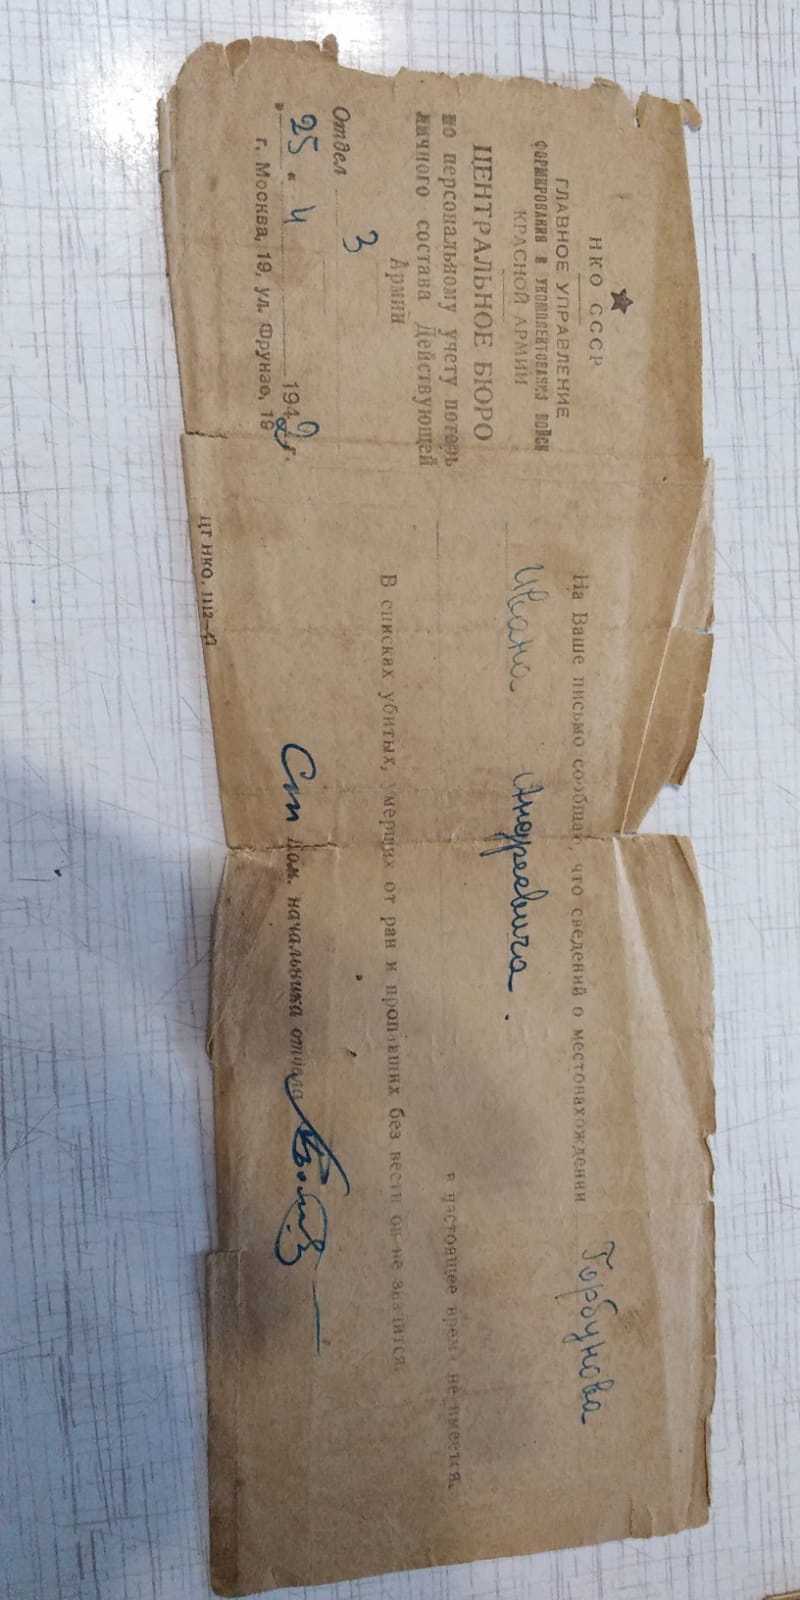 НКО СССР
ГЛАВНОЕ УПРАВЛЕНИЕ
ФОРМИРОВАНИЯ И УКОМПЛЕКТОВАНИЯ ВОЙСК
КРАСНОЙ АРМИИ
ЦЕНТРАЛЬНОЕ БЮРО
по персональному учету потерь
личного состава Действующей
Армии
Отдел 3
„25“ 4 1942 г.
г. Москва, 19, ул. Фрунзе, 19
На Ваше письмо сообщаю, что сведений о местонахождении Горбунова
Ивана Андреевича.
в настоящее время не имеется.
В списках убитых, умерших от ран и пропавших без вести он не значится.
Ст Пом. начальника отдела
ЦТ НКО. 1112—42